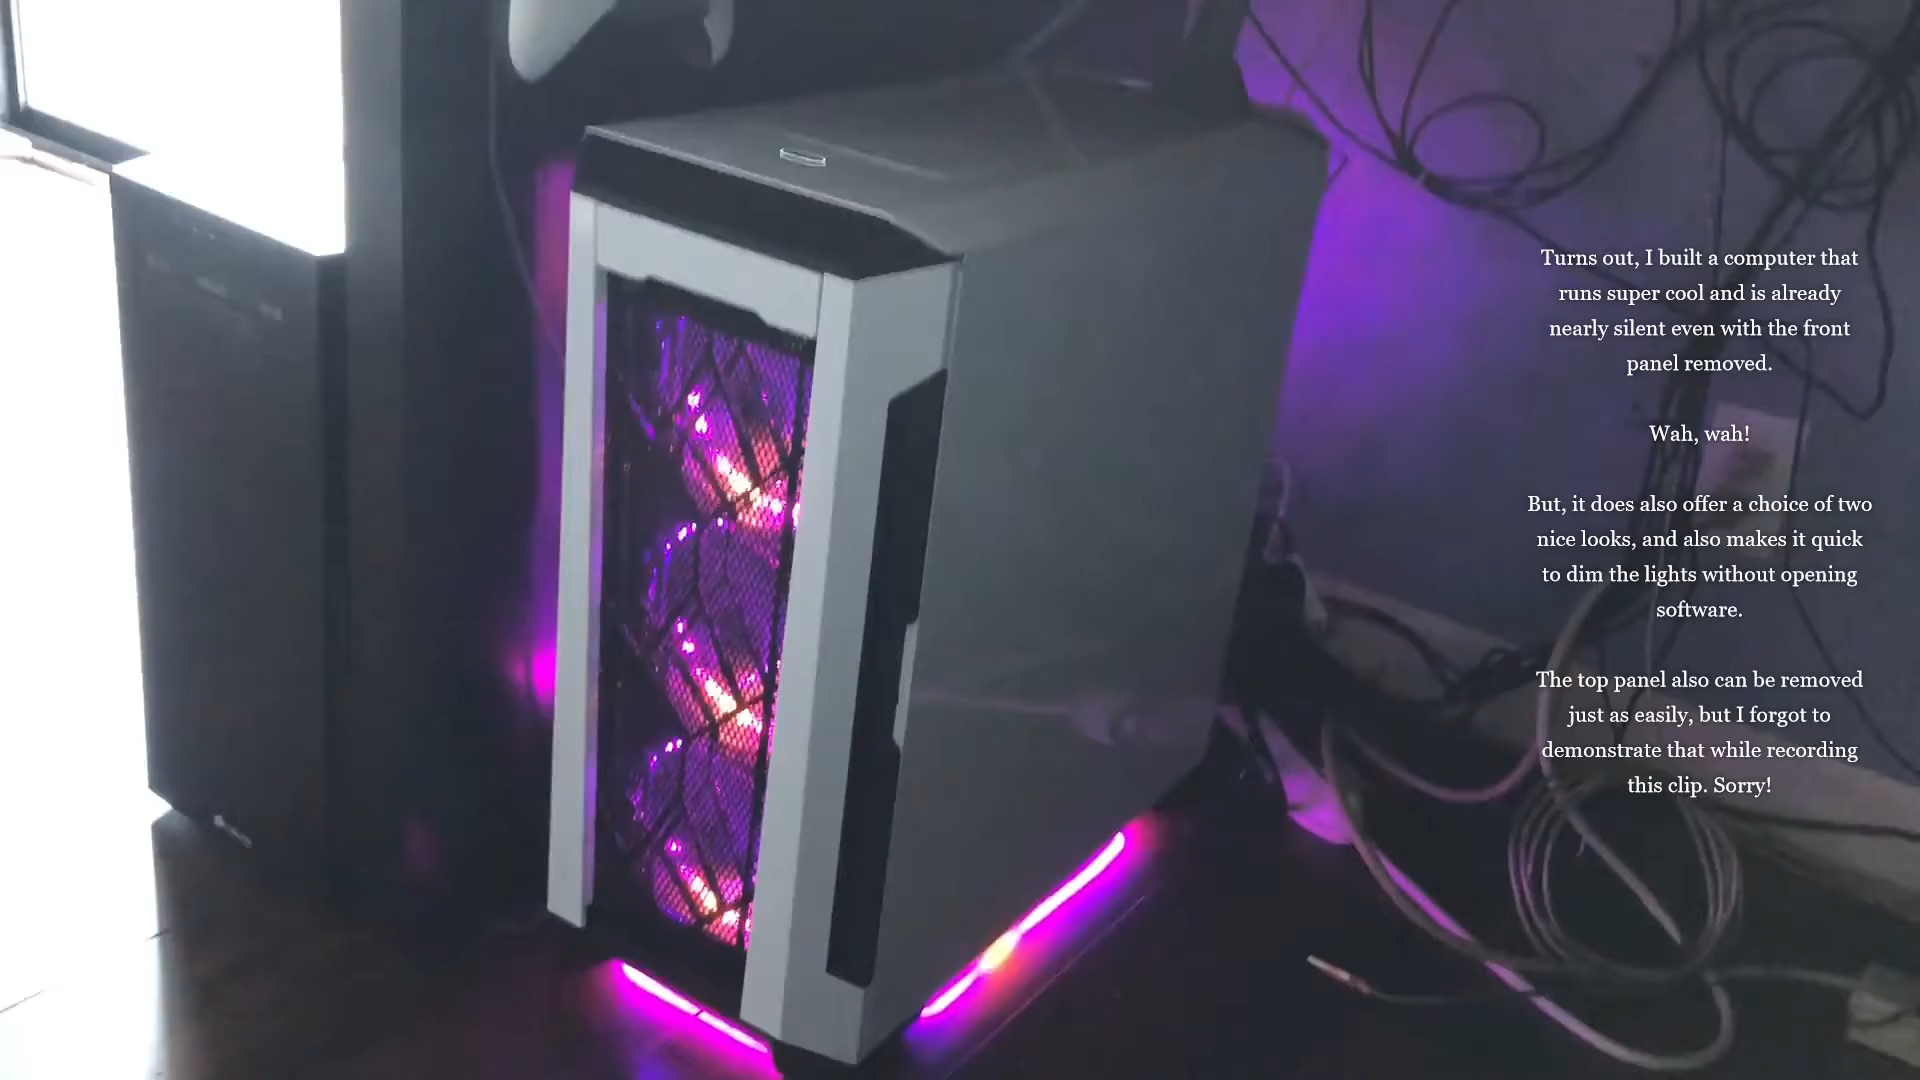 Turns out, I built a computer that
runs super cool and is already
nearly silent even with the front
panel removed.
Wah, wah!
But, it does also offer a choice of two
nice looks, and also makes it quick
to dim the lights without opening
software.
The top panel also can be removed
just as easily, but I forgot to
demonstrate that while recording
this clip. Sorry!